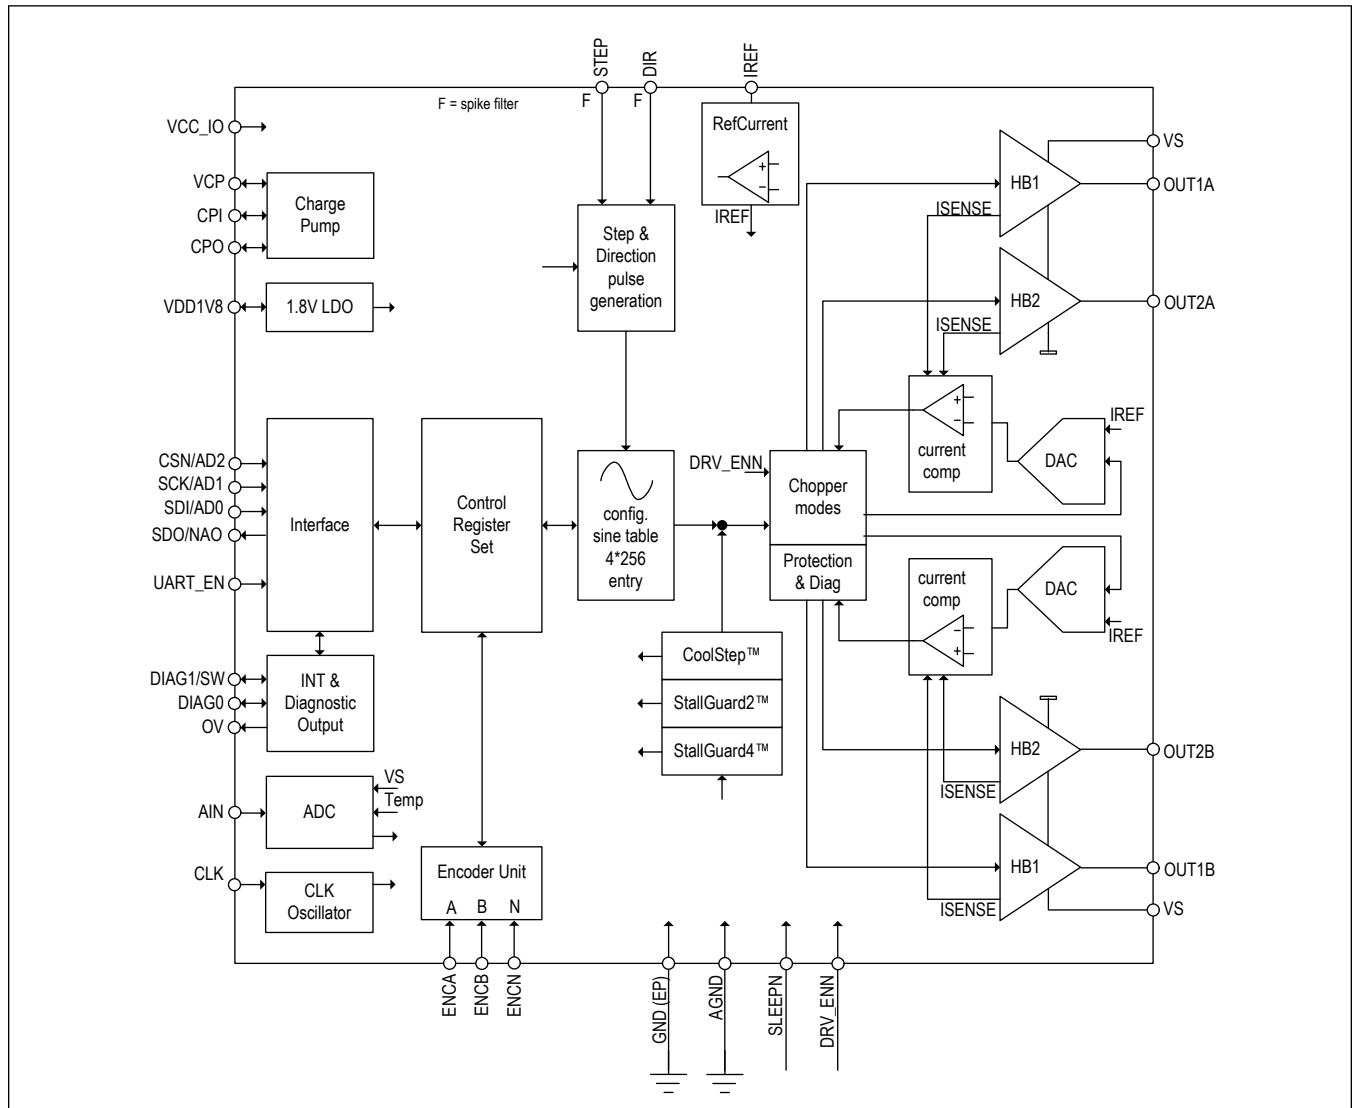 STEP
DIR
IREF
F
F
F = spike filter
RefCurrent
+
−
IREF
VCC_IO
VCP
CPI
CPO
Charge
Pump
VDD1V8
1.8V LDO
Step &
Direction
pulse
generation
HB1
ISENSE
VS
OUT1A
HB2
ISENSE
OUT2A
+
−
current
comp
DAC
IREF
CSN/AD2
SCK/AD1
SDI/AD0
SDO/NAO
UART_EN
Interface
Control
Register
Set
config.
sine table
4*256
entry
DRV_ENN
Chopper
modes
Protection
& Diag
current
comp
−
+
DAC
IREF
DIAG1/SW
DIAG0
OV
INT &
Diagnostic
Output
CoolStep™
StallGuard2™
StallGuard4™
HB2
ISENSE
OUT2B
AIN
ADC
VS
Temp
CLK
CLK
Oscillator
Encoder Unit
A B N
HB1
ISENSE
OUT1B
VS
ENCA
ENCB
ENCN
GND (EP)
AGND
SLEEPN
DRV_ENN